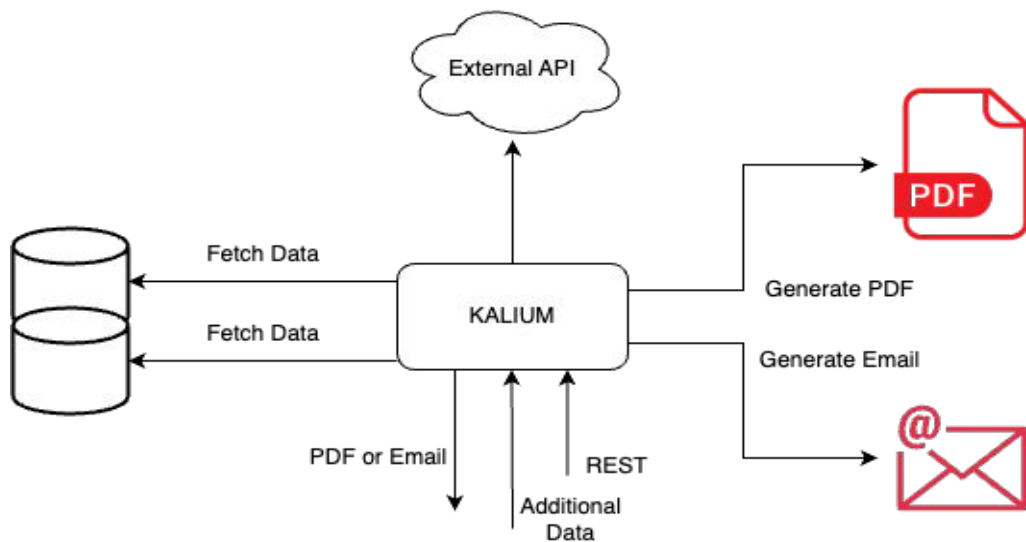 External API
PDF
Fetch Data
Generate PDF
KALIUM
Fetch Data
Generate Email
@
PDF or Email
REST
Additional
Data